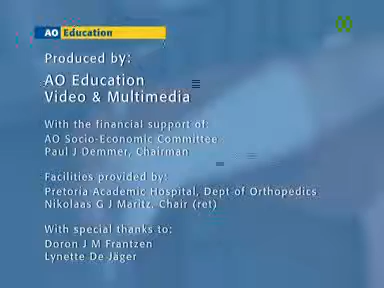 AO Education
Produced by:
AO Education
Video & Multimedia
With the financial support of:
AO Socio-Economic Committee
Paul J Demmer, Chairman
Facilities provided by:
Pretoria Academic Hospital, Dept of Orthopedics
Nikolaas G J Maritz, Chair (ret)
With special thanks to:
Doron J M Frantzen
Lynette De Jäger